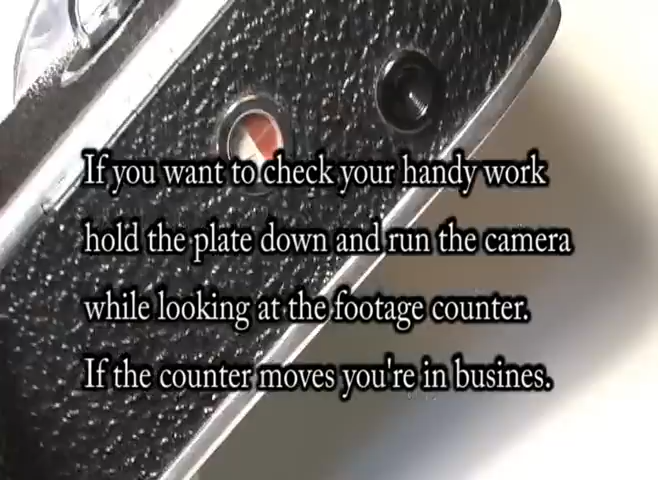 If you want to check your handy work
hold the plate down and run the camera
while looking at the footage counter.
If the counter moves you're in busines.